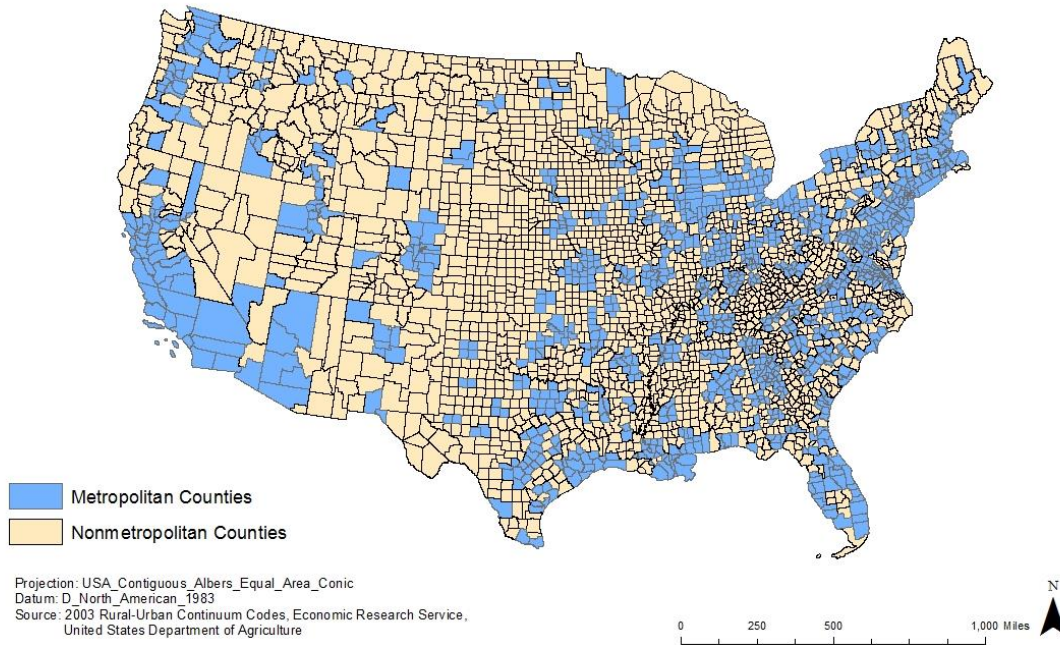 Metropolitan Counties
Nonmetropolitan Counties
Projection: USA_Contiguous_Albers_Equal_Area_Conic
Datum: D_North_American_1983
Source: 2003 Rural-Urban Continuum Codes, Economic Research Service,
United States Department of Agriculture
N
0 250 500 1,000 Miles